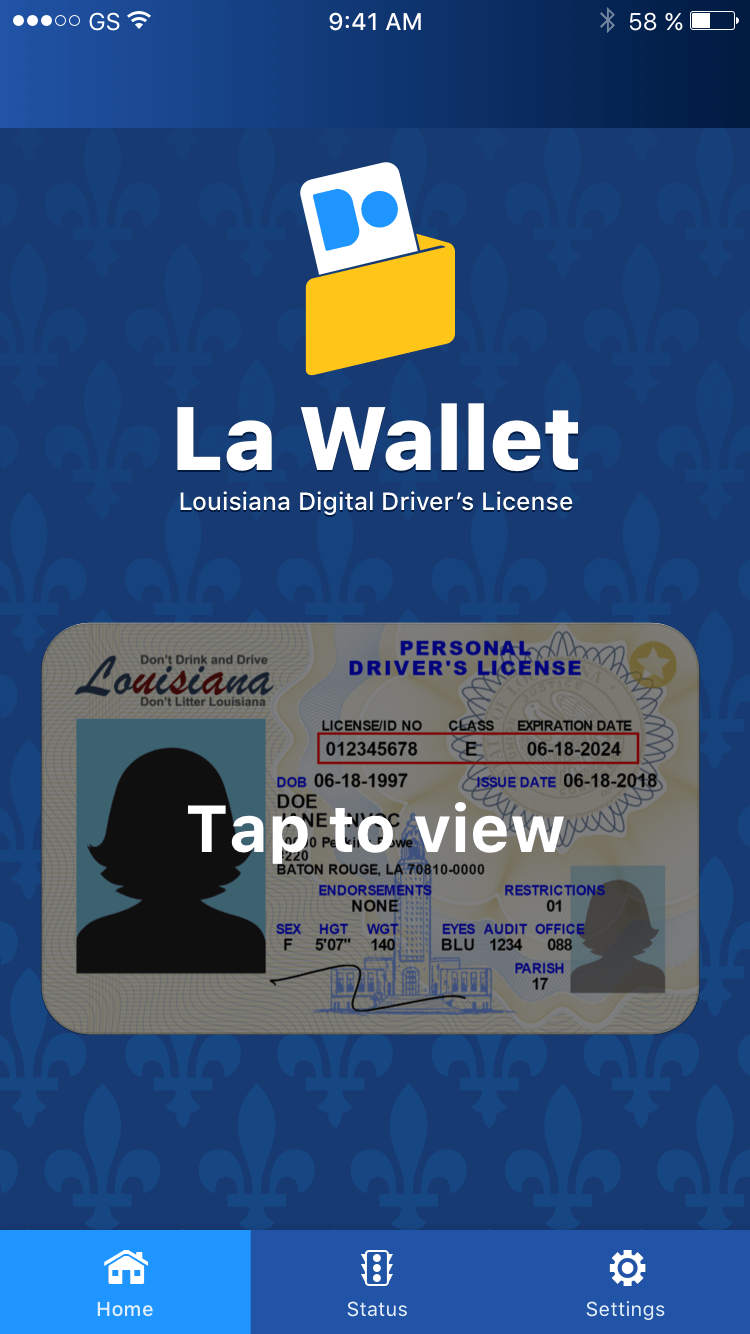 GS 9:41 AM 58 %
La Wallet
Louisiana Digital Driver's License
Don't Drink and Drive
Louisiana
Don't Litter Louisiana
PERSONAL
DRIVER'S LICENSE
LICENSE/ID NO CLASS EXPIRATION DATE
012345678 E 06-18-2024
DOB 06-18-1997 ISSUE DATE 06-18-2018
DOE
Tap to view
BATON ROUGE, LA 70810-0000
ENDORSEMENTS RESTRICTIONS
NONE 01
SEX HGT WGT EYES AUDIT OFFICE
F 5'07" 140 BLU 1234 088
PARISH
17
Home Status Settings